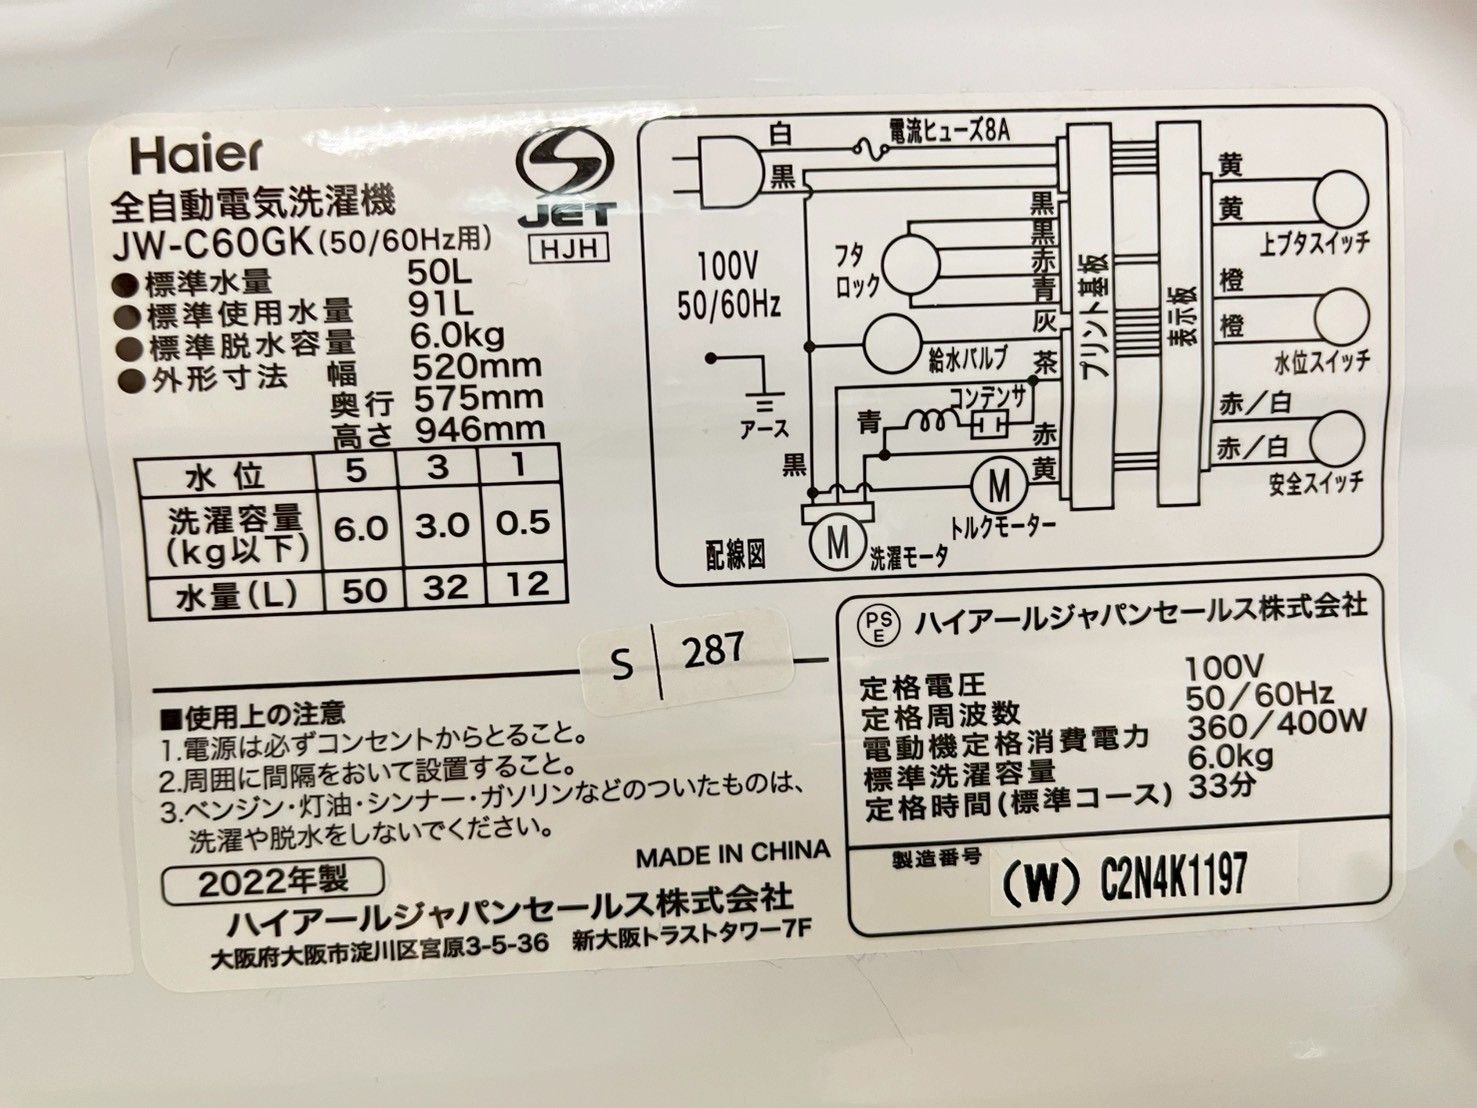 Haier
全自動電気洗濯機
JW-C60GK(50/60Hz用)
JET
HJH
●標準水量 50L
●標準使用水量 91L
●標準脱水容量 6.0kg
●外形寸法 幅 520mm
奥行 575mm
高さ 946mm
水位 5 3 1
洗濯容量(kg以下) 6.0 3.0 0.5
水量(L) 50 32 12
白
電流ヒューズ8A
黒
100V
50/60Hz
アース
フタ
ロック
黒
黒
赤
青
灰
給水バルブ
茶
コンデンサ
青
赤
黒
黄
M
トルクモーター
M
洗濯モータ
配線図
プリント基板
表示板
黄
黄
上ブタスイッチ
橙
橙
水位スイッチ
赤/白
赤/白
安全スイッチ
S 287
■使用上の注意
1.電源は必ずコンセントからとること。
2.周囲に間隔をおいて設置すること。
3.ベンジン・灯油・シンナー・ガソリンなどのついたものは、
洗濯や脱水をしないでください。
MADE IN CHINA
2022年製
ハイアールジャパンセールス株式会社
大阪府大阪市淀川区宮原3-5-36 新大阪トラストタワー7F
PS
E
ハイアールジャパンセールス株式会社
定格電圧 100V
定格周波数 50/60Hz
電動機定格消費電力 360/400W
標準洗濯容量 6.0kg
定格時間(標準コース) 33分
製造番号 (W) C2N4K1197